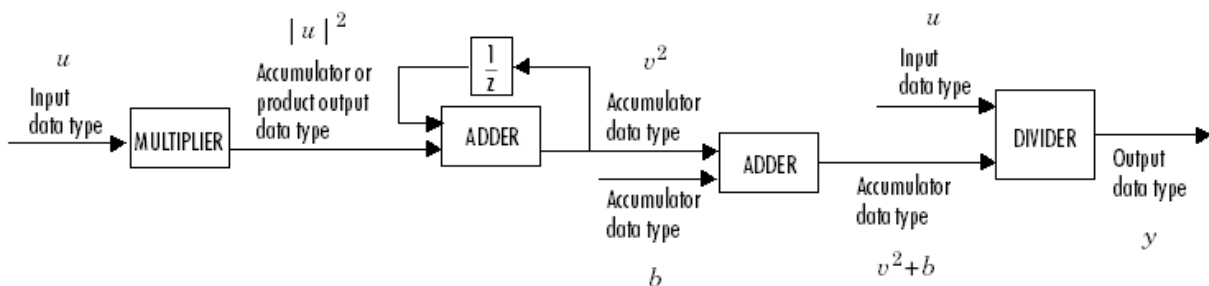 u
Input
data type
MULTIPLIER
|u|²
Accumulator or
product output
data type
1
z
ADDER
v²
Accumulator
data type
Accumulator
data type
b
ADDER
Accumulator
data type
v²+b
u
Input
data type
DIVIDER
Output
data type
y